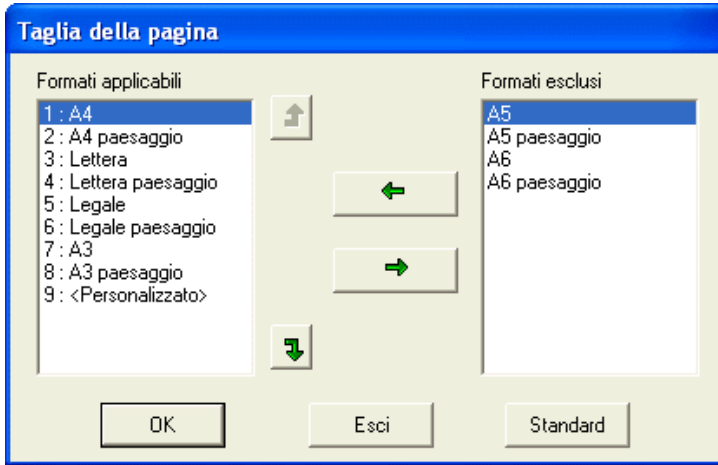 Taglia della pagina
Formati applicabili
1 : A4
2 : A4 paesaggio
3 : Lettera
4 : Lettera paesaggio
5 : Legale
6 : Legale paesaggio
7 : A3
8 : A3 paesaggio
9 : <Personalizzato>
Formati esclusi
A5
A5 paesaggio
A6
A6 paesaggio
OK
Esci
Standard